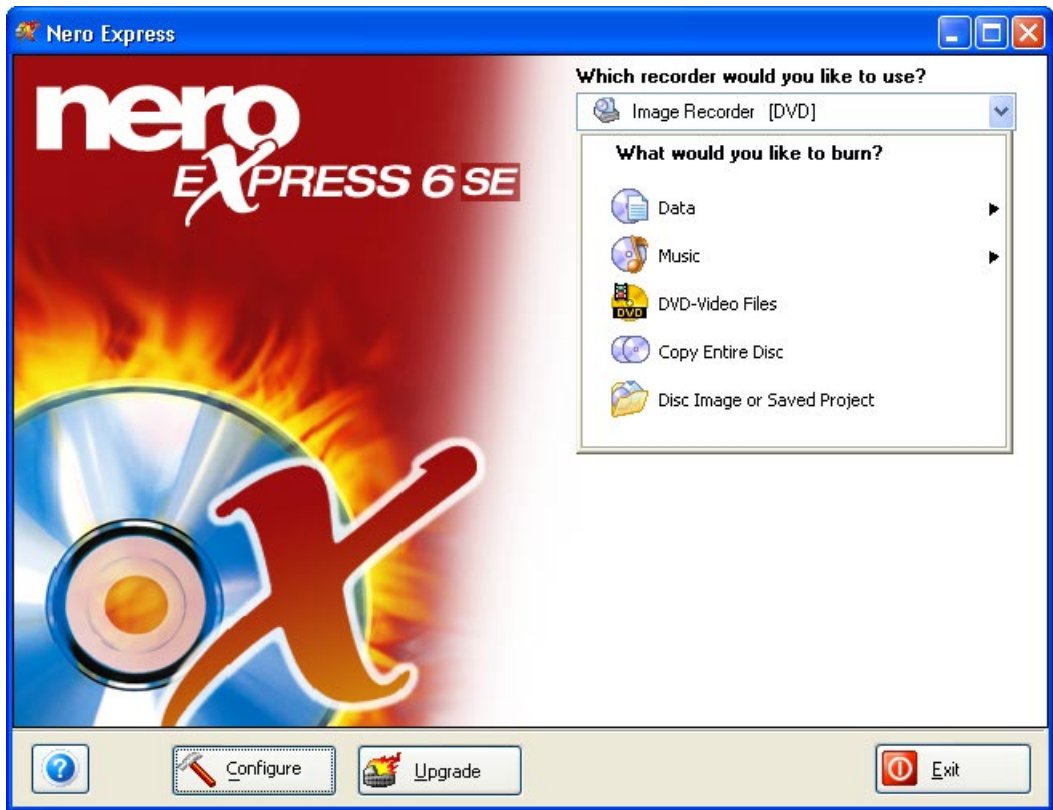 Nero Express
nero
EXPRESS 6 SE
Which recorder would you like to use?
Image Recorder [DVD]
What would you like to burn?
Data
Music
DVD
DVD-Video Files
Copy Entire Disc
Disc Image or Saved Project
X
?
Configure
Upgrade
Exit